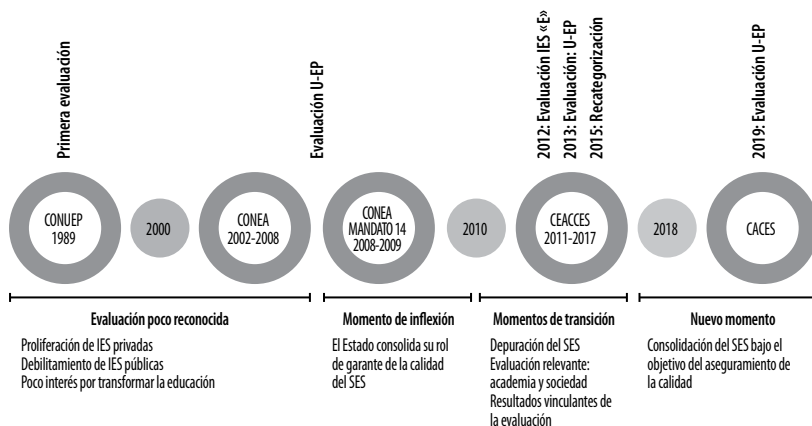 Primera evaluación
Evaluación U-EP
2012: Evaluación IES «E»
2013: Evaluación: U-EP
2015: Recategorización
2019: Evaluación U-EP
CONUEP
1989
2000
CONEA
2002-2008
CONEA
MANDATO 14
2008-2009
2010
CEACCES
2011-2017
2018
CACES
Evaluación poco reconocida
Proliferación de IES privadas
Debilitamiento de IES públicas
Poco interés por transformar la educación
Momento de inflexión
El Estado consolida su rol
de garante de la calidad
del SES
Momentos de transición
Depuración del SES
Evaluación relevante:
academia y sociedad
Resultados vinculantes de
la evaluación
Nuevo momento
Consolidación del SES bajo el
objetivo del aseguramiento de
la calidad